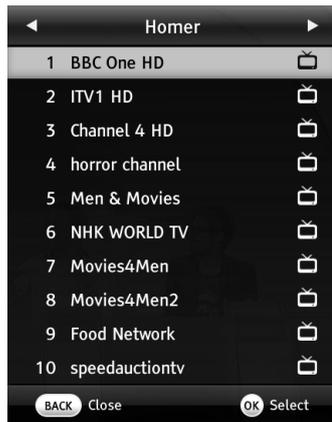 Homer
1 BBC One HD
2 ITV1 HD
3 Channel 4 HD
4 horror channel
5 Men & Movies
6 NHK WORLD TV
7 Movies4Men
8 Movies4Men2
9 Food Network
10 speedauctiontv
BACK Close OK Select